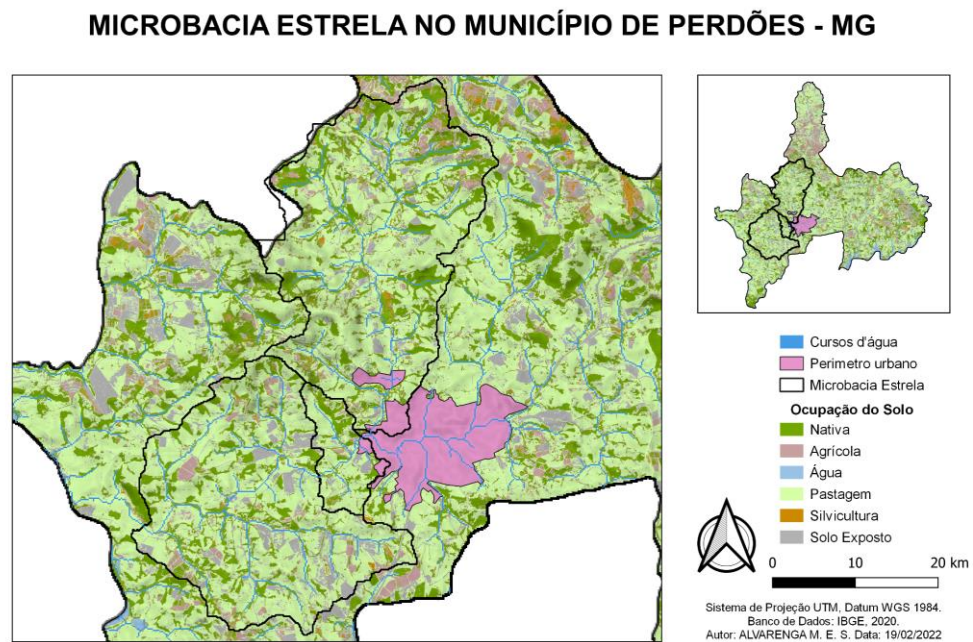 MICROBACIA ESTRELA NO MUNICÍPIO DE PERDÕES - MG
Cursos d'água
Perimetro urbano
Microbacia Estrela
Ocupação do Solo
Nativa
Agrícola
Água
Pastagem
Silvicultura
Solo Exposto
0 10 20 km
Sistema de Projeção UTM, Datum WGS 1984.
Banco de Dados: IBGE, 2020.
Autor: ALVARENGA M. E. S. Data: 19/02/2022